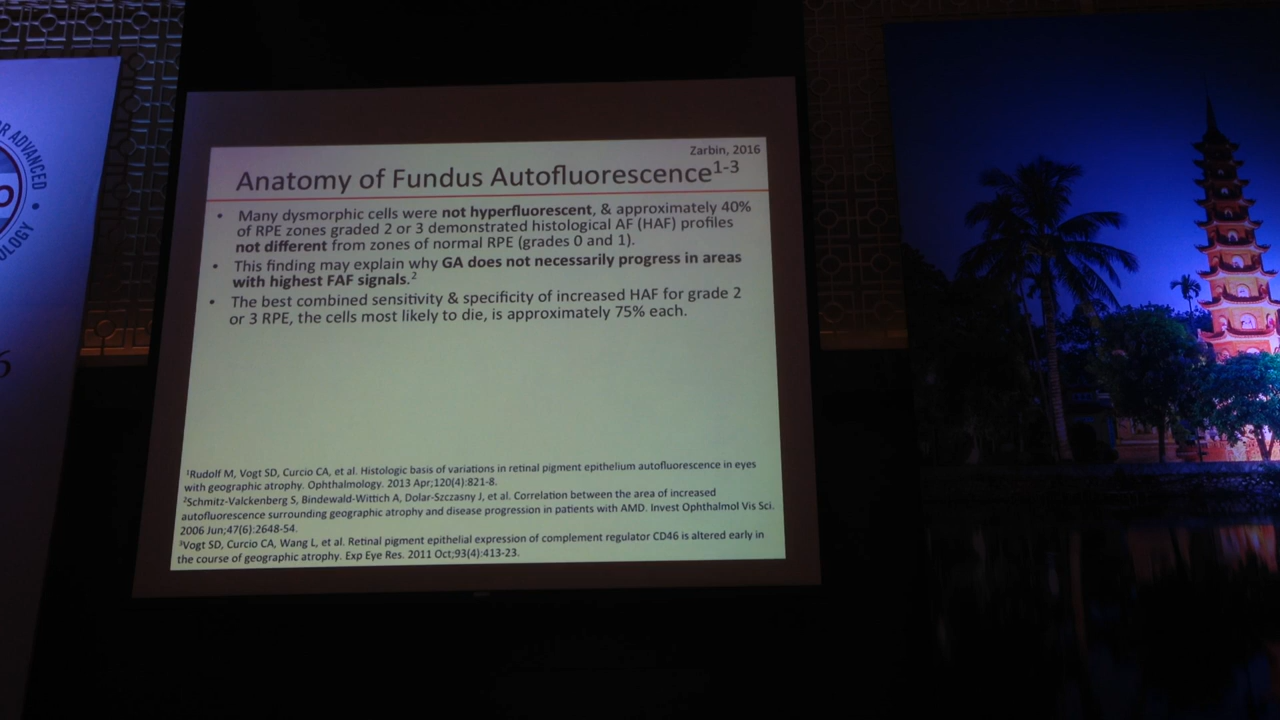 R ADVANCED
OLOGY •
Zarbin, 2016
Anatomy of Fundus Autofluorescence1-3
• Many dysmorphic cells were not hyperfluorescent, & approximately 40%
of RPE zones graded 2 or 3 demonstrated histological AF (HAF) profiles
not different from zones of normal RPE (grades 0 and 1).
• This finding may explain why GA does not necessarily progress in areas
with highest FAF signals.2
• The best combined sensitivity & specificity of increased HAF for grade 2
or 3 RPE, the cells most likely to die, is approximately 75% each.
1Rudolf M, Vogt SD, Curcio CA, et al. Histologic basis of variations in retinal pigment epithelium autofluorescence in eyes
with geographic atrophy. Ophthalmology. 2013 Apr;120(4):821-8.
2Schmitz-Valckenberg S, Bindewald-Wittich A, Dolar-Szczasny J, et al. Correlation between the area of increased
autofluorescence surrounding geographic atrophy and disease progression in patients with AMD. Invest Ophthalmol Vis Sci.
2006 Jun;47(6):2648-54.
3Vogt SD, Curcio CA, Wang L, et al. Retinal pigment epithelial expression of complement regulator CD46 is altered early in
the course of geographic atrophy. Exp Eye Res. 2011 Oct;93(4):413-23.